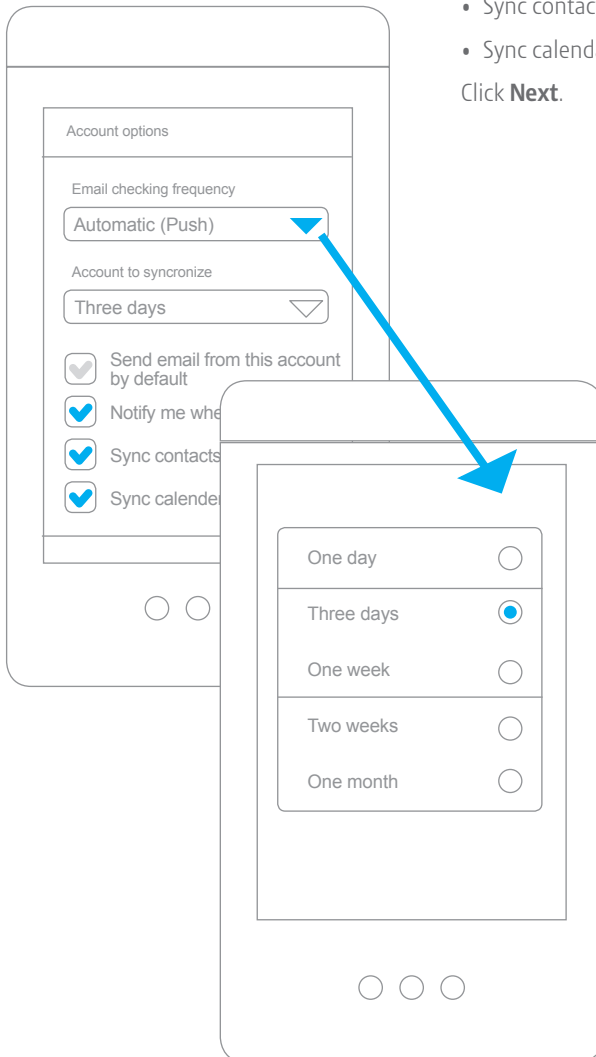 • Sync contac
• Sync calend
Click Next.
Account options
Email checking frequency
Automatic (Push)
Account to syncronize
Three days
Send email from this account
by default
Notify me whe
Sync contacts
Sync calender
One day
Three days
One week
Two weeks
One month